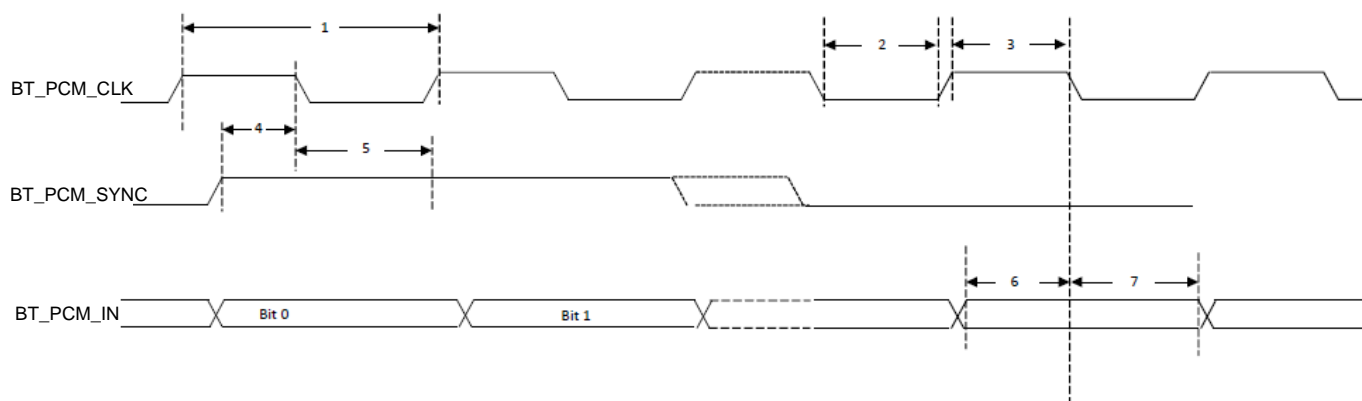 1
2
3
BT_PCM_CLK
4
5
BT_PCM_SYNC
6
7
BT_PCM_IN
Bit 0
Bit 1